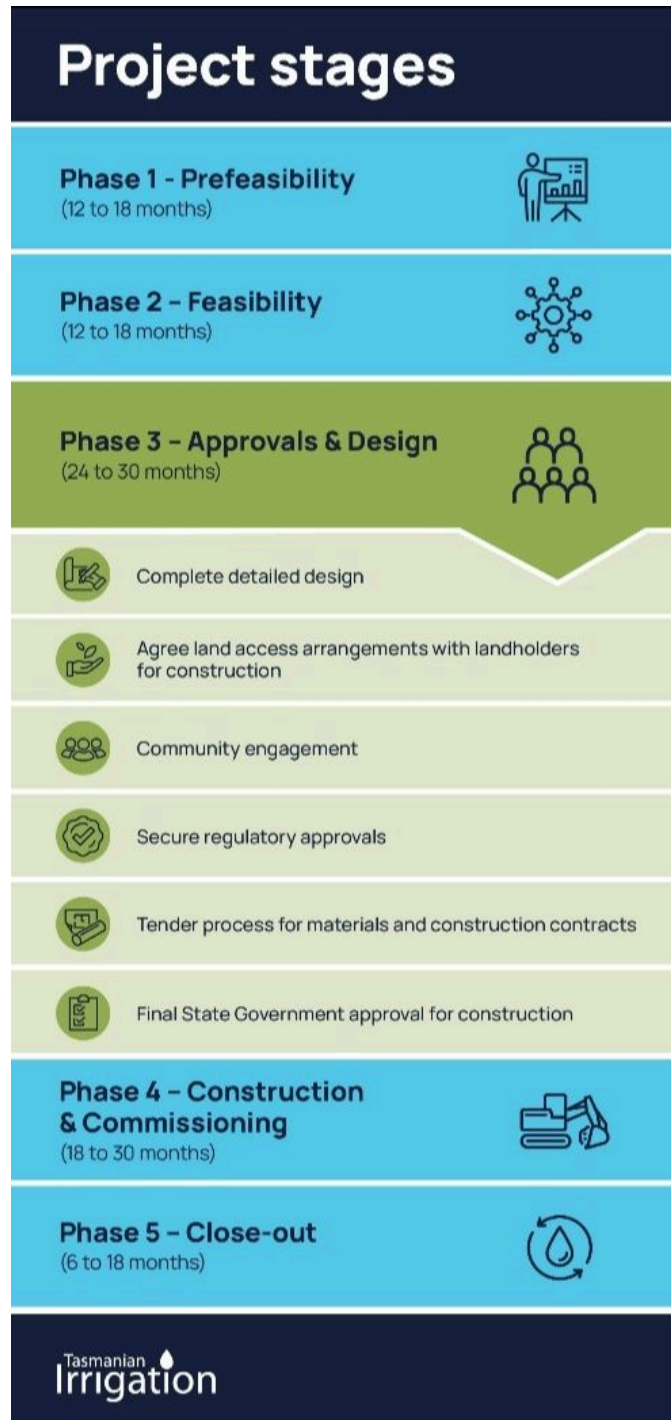 Project stages
Phase 1 - Prefeasibility
(12 to 18 months)
Phase 2 – Feasibility
(12 to 18 months)
Phase 3 – Approvals & Design
(24 to 30 months)
Complete detailed design
Agree land access arrangements with landholders
for construction
Community engagement
Secure regulatory approvals
Tender process for materials and construction contracts
Final State Government approval for construction
Phase 4 – Construction
& Commissioning
(18 to 30 months)
Phase 5 – Close-out
(6 to 18 months)
Tasmanian
Irrigation